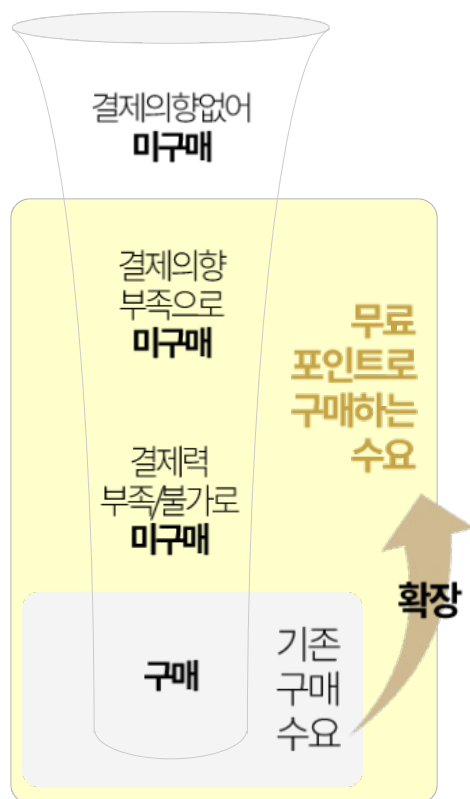 결제의향없어
미구매
결제의향
부족으로
미구매
무료
포인트로
구매하는
수요
결제력
부족/불가로
미구매
확장
구매
기존
구매
수요